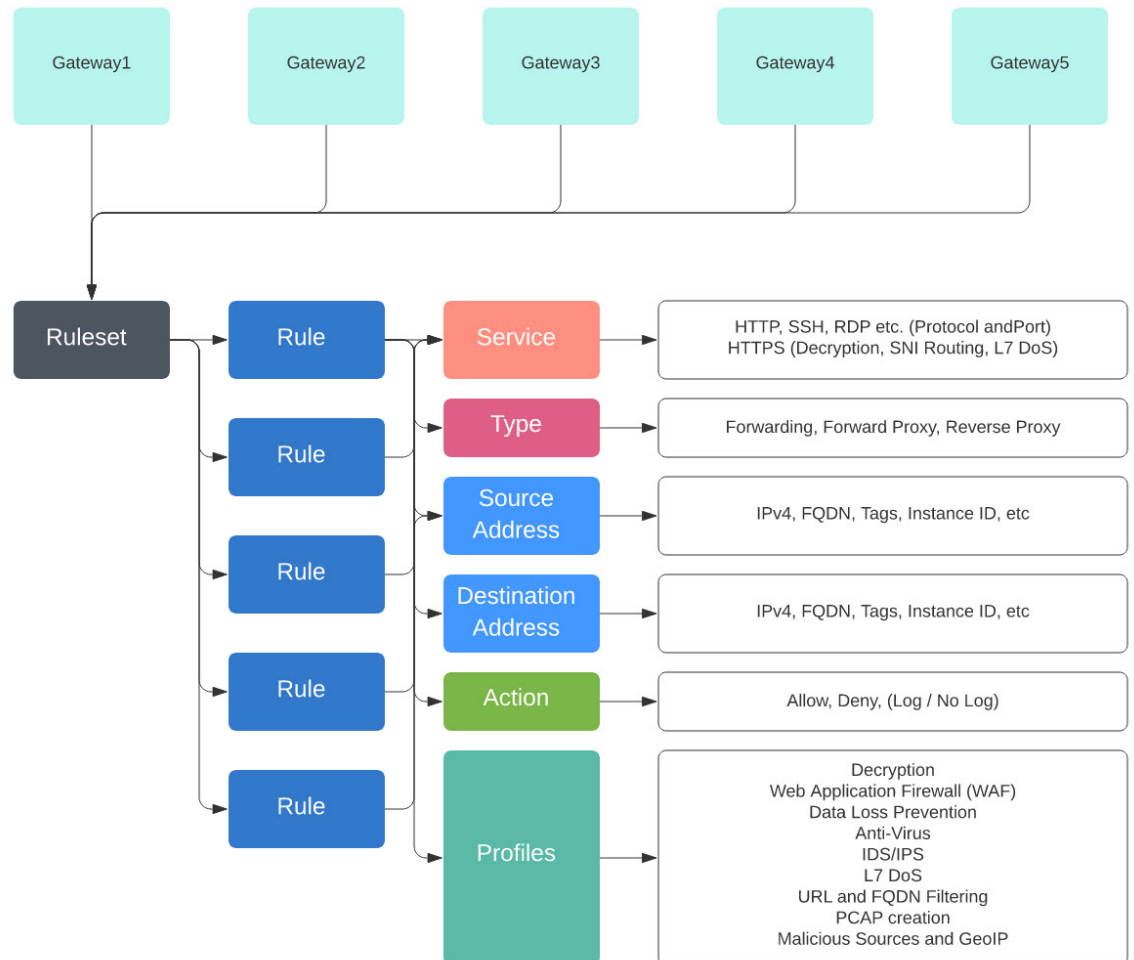 Gateway1
Gateway2
Gateway3
Gateway4
Gateway5
Ruleset
Rule
Service
HTTP, SSH, RDP etc. (Protocol andPort)
HTTPS (Decryption, SNI Routing, L7 DoS)
Rule
Type
Forwarding, Forward Proxy, Reverse Proxy
Source
Address
IPv4, FQDN, Tags, Instance ID, etc
Rule
Destination
Address
IPv4, FQDN, Tags, Instance ID, etc
Rule
Action
Allow, Deny, (Log / No Log)
Rule
Profiles
Decryption
Web Application Firewall (WAF)
Data Loss Prevention
Anti-Virus
IDS/IPS
L7 DoS
URL and FQDN Filtering
PCAP creation
Malicious Sources and GeoIP